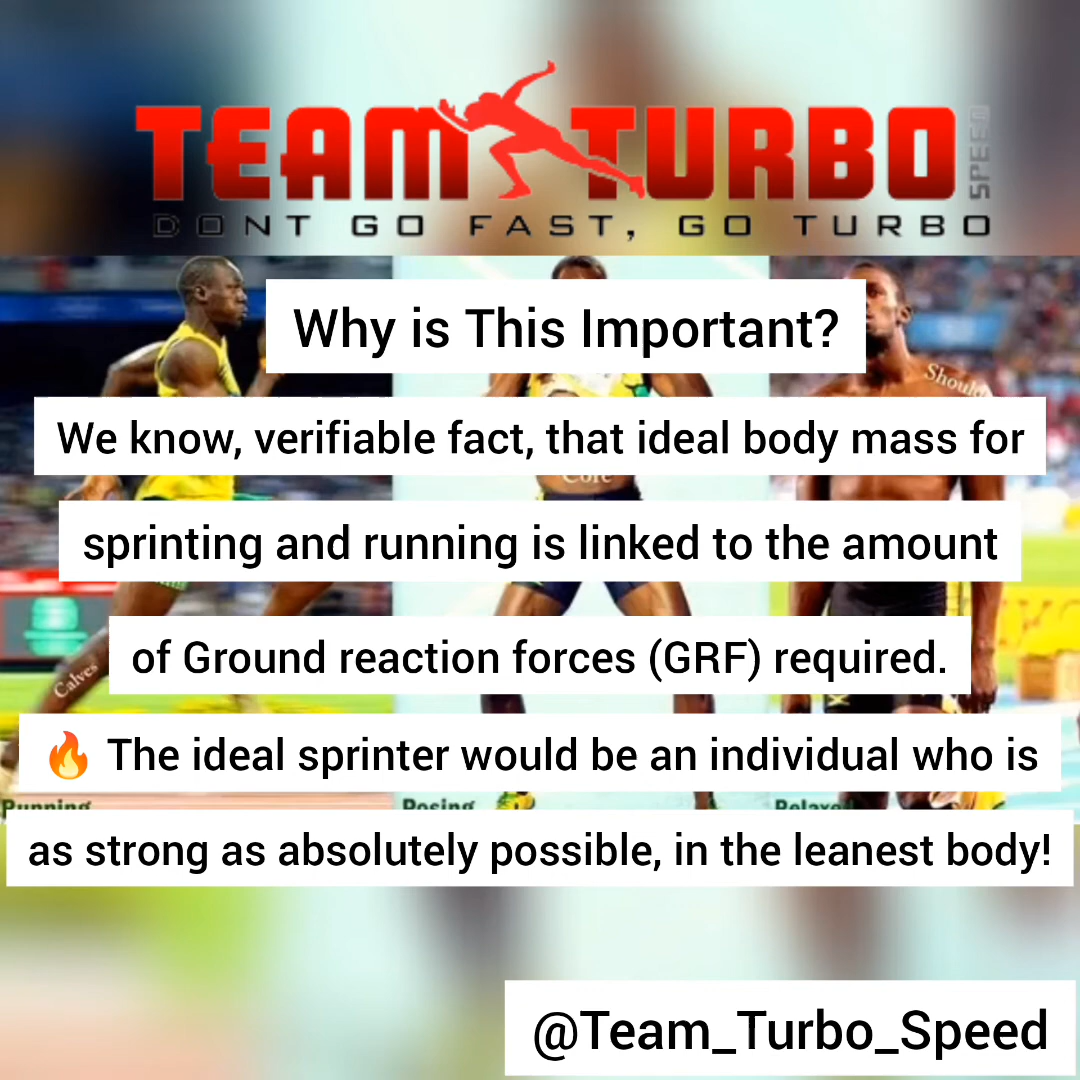 TEAM TURBO SPEED
DONT GO FAST, GO TURBO
Why is This Important?
We know, verifiable fact, that ideal body mass for
sprinting and running is linked to the amount
of Ground reaction forces (GRF) required.
🔥 The ideal sprinter would be an individual who is
as strong as absolutely possible, in the leanest body!
Core
Calves
Running
Posing
@Team_Turbo_Speed